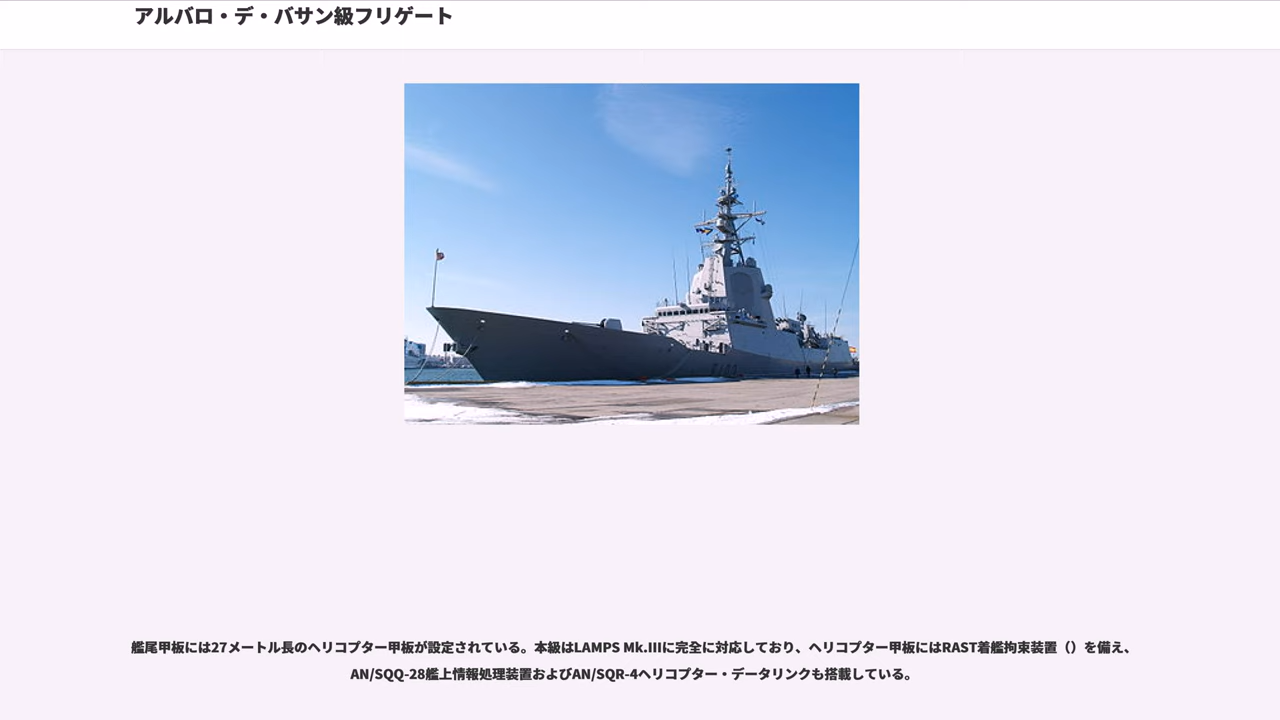 アルバロ・デ・バサン級フリゲート
艦尾甲板には27メートル長のヘリコプター甲板が設定されている。本級はLAMPS Mk.IIIに完全に対応しており、ヘリコプター甲板にはRAST着艦拘束装置（）を備え、
AN/SQQ-28艦上情報処理装置およびAN/SQR-4ヘリコプター・データリンクも搭載している。